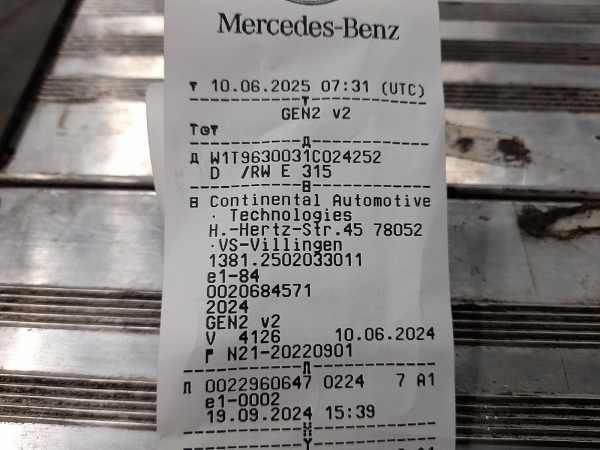 Mercedes-Benz
▼ 10.06.2025 07:31 (UTC)
-----------▼-----------
GEN2 v2
T⊙▼
-----------Д-----------
Д W1T9630031C024252
D /RW E 315
-----------B-----------
B Continental Automotive
· Technologies
H.-Hertz-Str.45 78052
·VS-Villingen
1381.2502033011
e1-84
0020684571
2024
GEN2 v2
V 4126 10.06.2024
N21-20220901
-----------Л-----------
Л 0022960647 0224 7 A1
e1-0002
19.09.2024 15:39